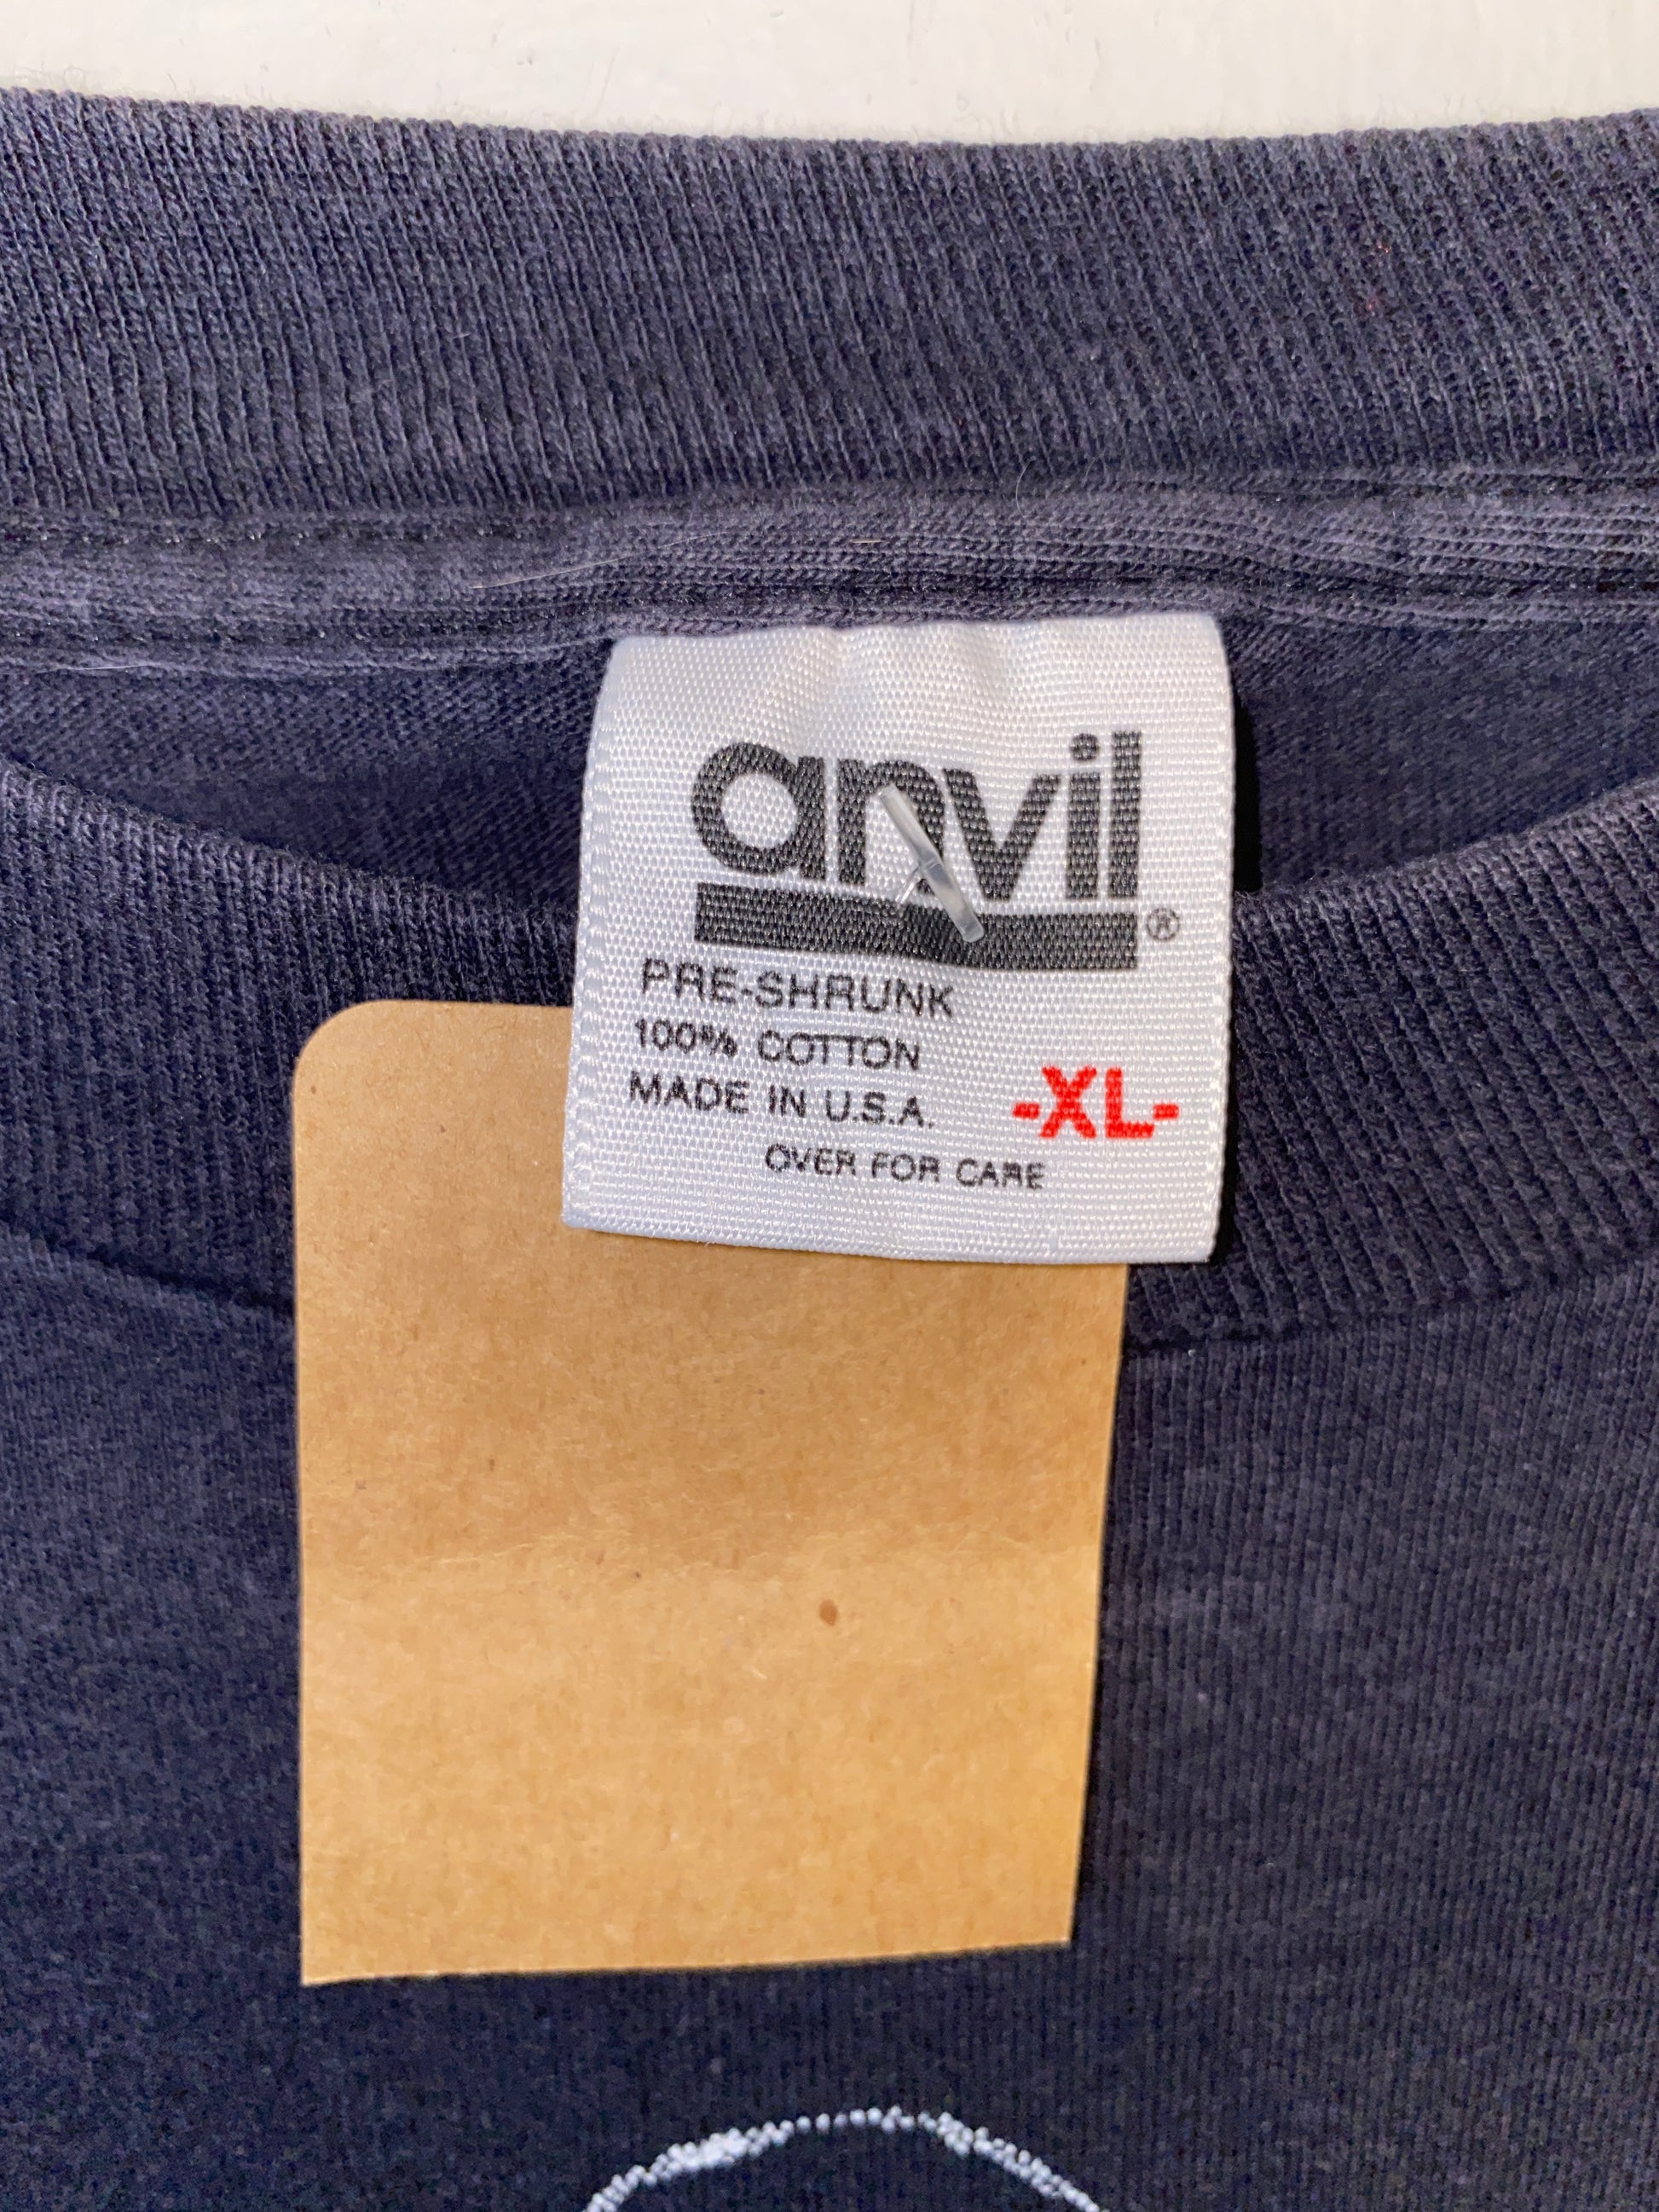 anvil®
PRE-SHRUNK
100% COTTON
MADE IN U.S.A.
-XL-
OVER FOR CARE